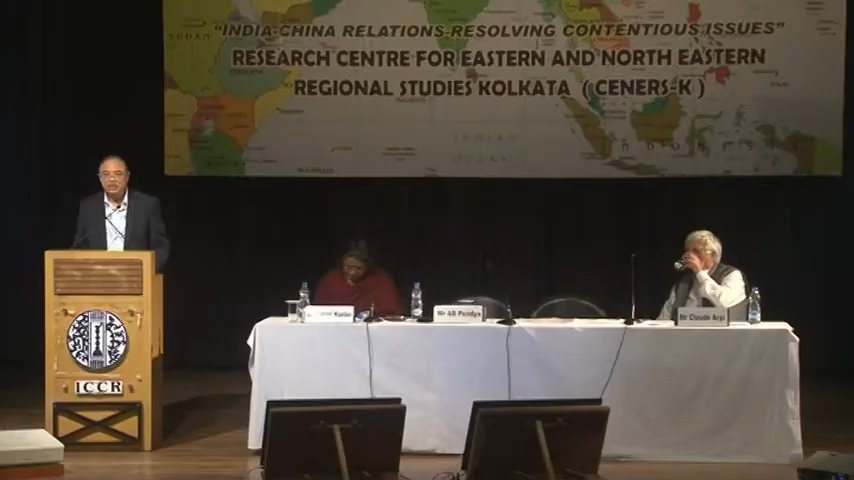 "INDIA-CHINA RELATIONS-RESOLVING CONTENTIOUS ISSUES"
RESEARCH CENTRE FOR EASTERN AND NORTH EASTERN
REGIONAL STUDIES KOLKATA (CENERS-K)
ICCR
Mr AB Pandya
Mr Claude Arpi